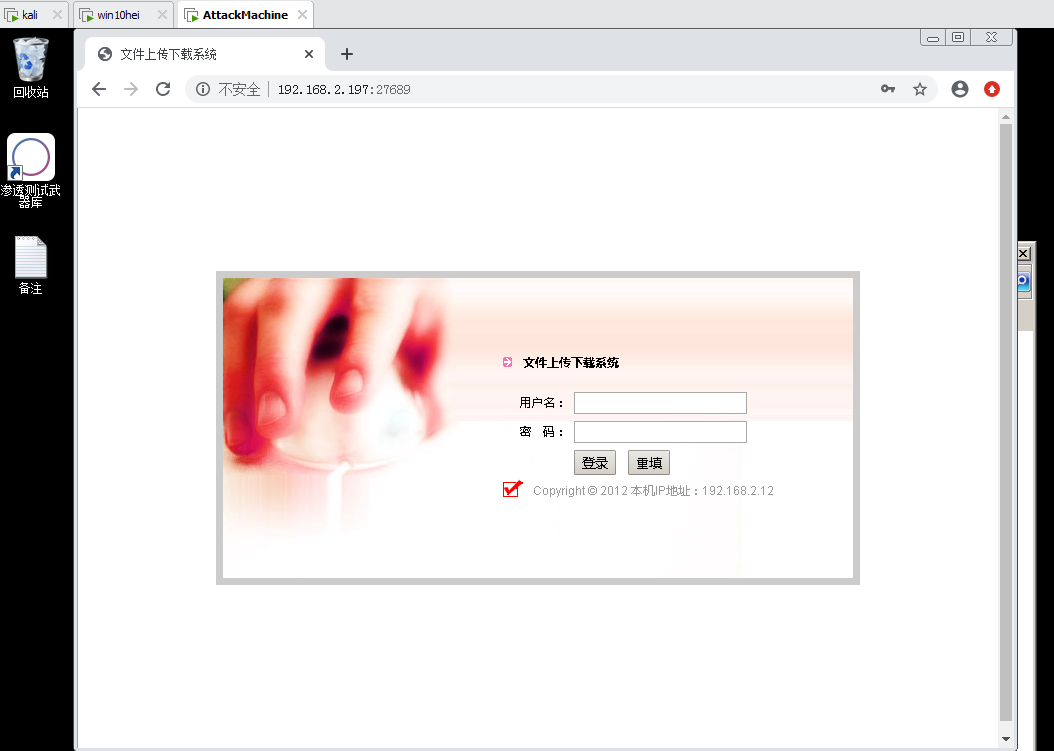 kali
win10hei
AttackMachine
回收站
文件上传下载系统
不安全
192.168.2.197:27689
渗透测试武
器库
备注
文件上传下载系统
用户名：
密 码：
登录 重填
Copyright © 2012 本机IP地址：192.168.2.12